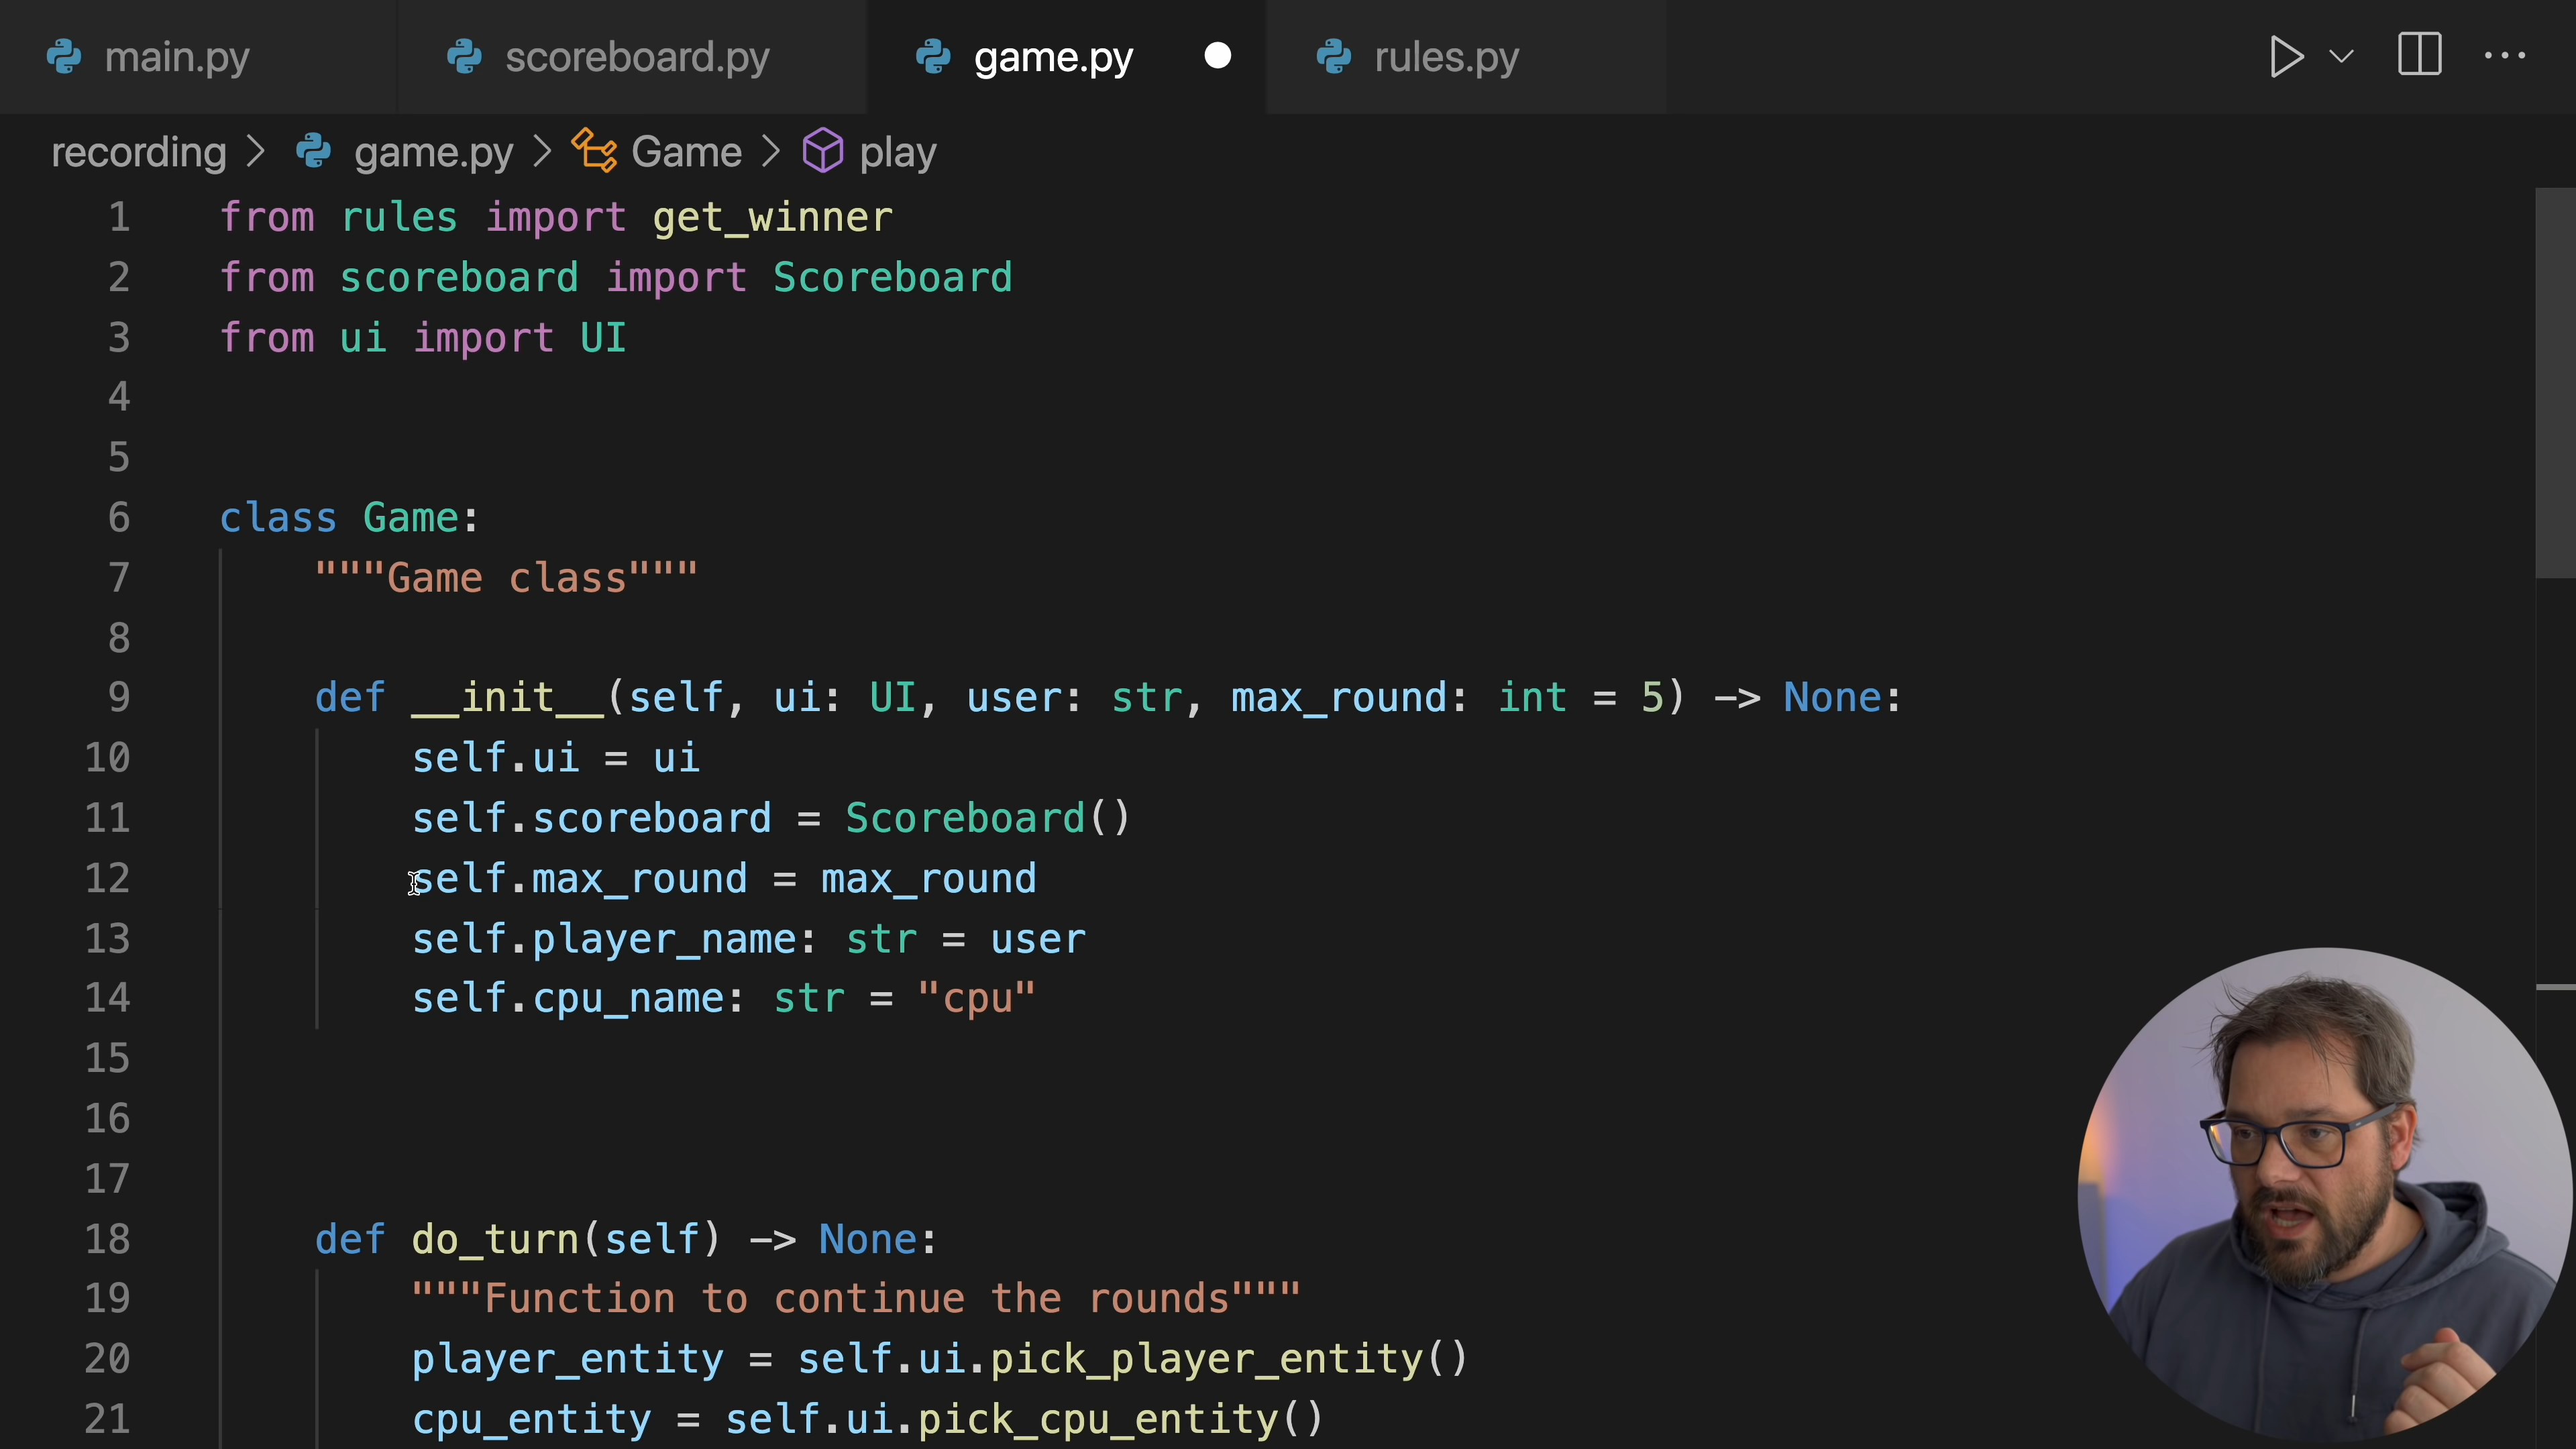 main.py
scoreboard.py
game.py
rules.py
recording > game.py > Game > play
1 from rules import get_winner
2 from scoreboard import Scoreboard
3 from ui import UI
4
5
6 class Game:
7     """Game class"""
8
9     def __init__(self, ui: UI, user: str, max_round: int = 5) -> None:
10         self.ui = ui
11         self.scoreboard = Scoreboard()
12         self.max_round = max_round
13         self.player_name: str = user
14         self.cpu_name: str = "cpu"
15
16
17
18     def do_turn(self) -> None:
19         """Function to continue the rounds"""
20         player_entity = self.ui.pick_player_entity()
21         cpu_entity = self.ui.pick_cpu_entity()